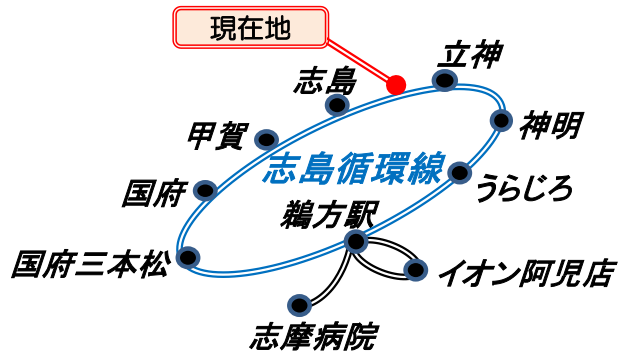 現在地
立神
志島
神明
甲賀
志島循環線
うらじろ
国府
鵜方駅
国府三本松
イオン阿児店
志摩病院